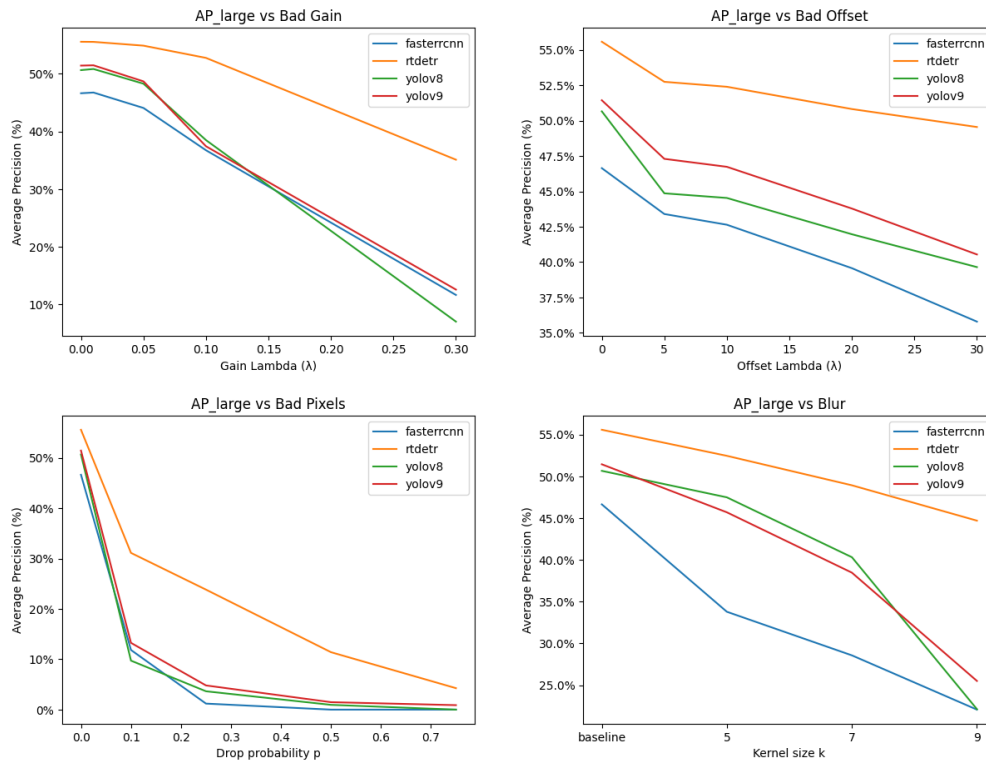 AP_large vs Bad Gain
fasterrcnn
rtdetr
yolov8
yolov9
50%
40%
30%
20%
10%
Average Precision (%)
0.00 0.05 0.10 0.15 0.20 0.25 0.30
Gain Lambda (λ)
AP_large vs Bad Offset
fasterrcnn
rtdetr
yolov8
yolov9
55.0%
52.5%
50.0%
47.5%
45.0%
42.5%
40.0%
37.5%
35.0%
Average Precision (%)
0 5 10 15 20 25 30
Offset Lambda (λ)
AP_large vs Bad Pixels
fasterrcnn
rtdetr
yolov8
yolov9
50%
40%
30%
20%
10%
0%
Average Precision (%)
0.0 0.1 0.2 0.3 0.4 0.5 0.6 0.7
Drop probability p
AP_large vs Blur
fasterrcnn
rtdetr
yolov8
yolov9
55.0%
50.0%
45.0%
40.0%
35.0%
30.0%
25.0%
Average Precision (%)
baseline 5 7 9
Kernel size k